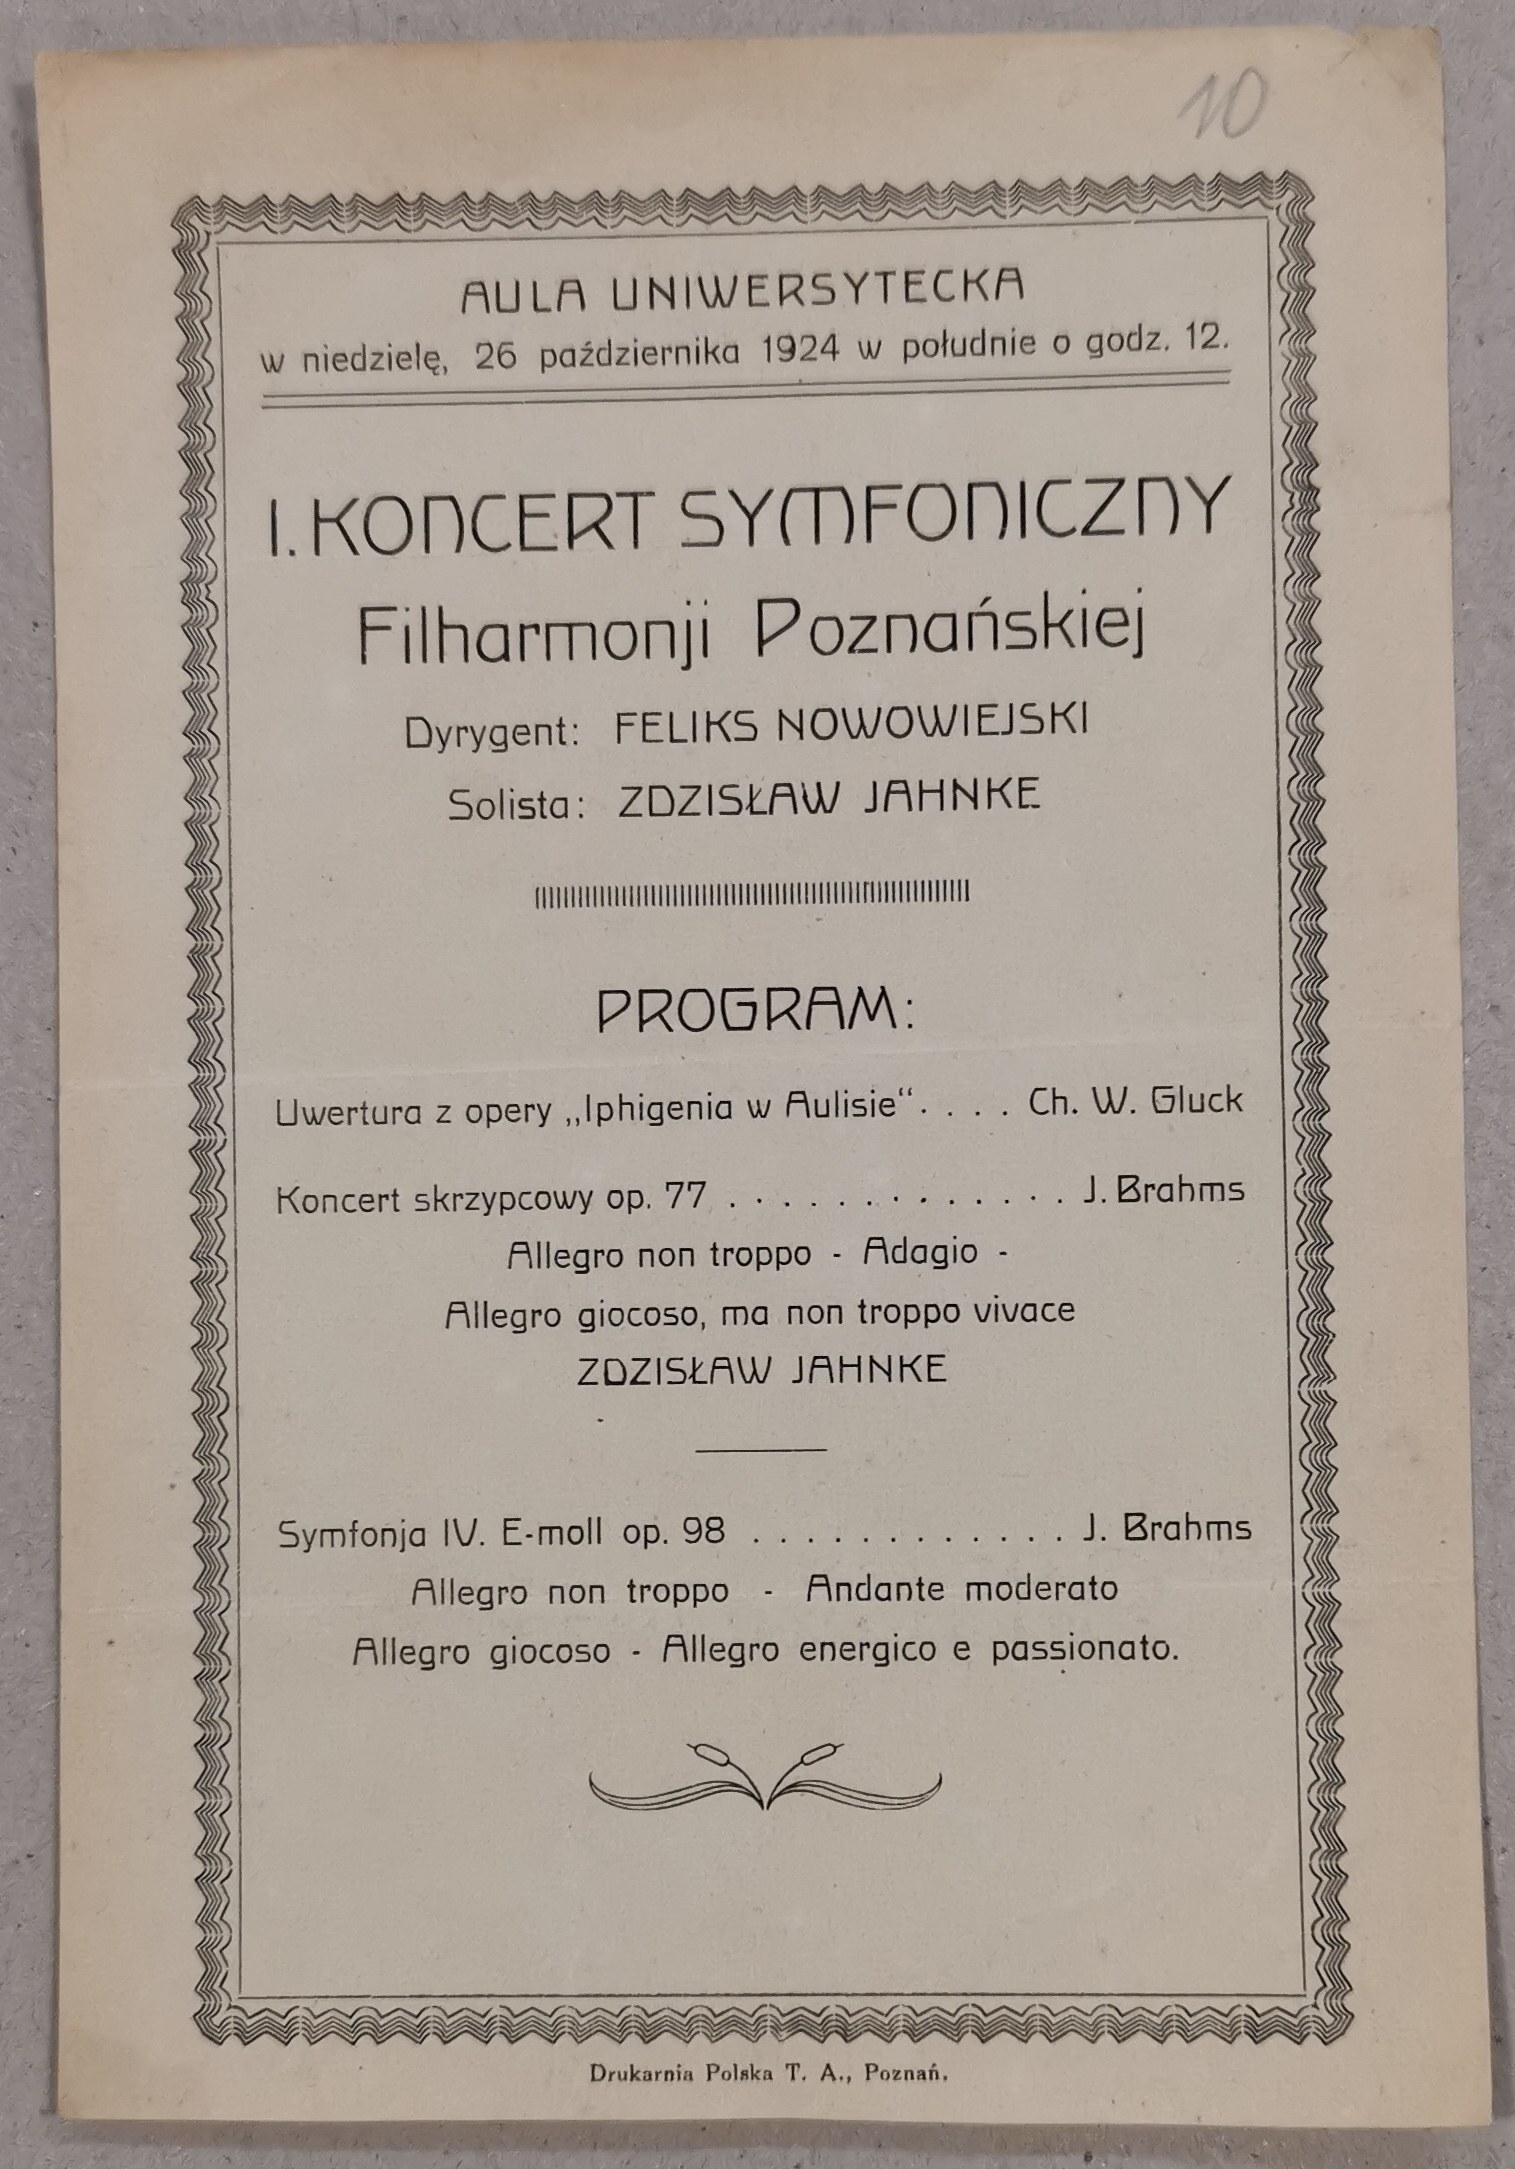 10
AULA UNIWERSYTECKA
w niedzielę, 26 października 1924 w południe o godz. 12.
I. KONCERT SYMFONICZNY
Filharmonji Poznańskiej
Dyrygent: FELIKS NOWOWIEJSKI
Solista: ZDZISŁAW JAHNKE
PROGRAM:
Uwertura z opery „Iphigenia w Aulisie“. . . . Ch. W. Gluck
Koncert skrzypcowy op. 77 . . . . . . . . . . . . . J. Brahms
Allegro non troppo - Adagio -
Allegro giocoso, ma non troppo vivace
ZDZISŁAW JAHNKE
Symfonja IV. E-moll op. 98 . . . . . . . . . . . . J. Brahms
Allegro non troppo - Andante moderato
Allegro giocoso - Allegro energico e passionato.
Drukarnia Polska T. A., Poznań.